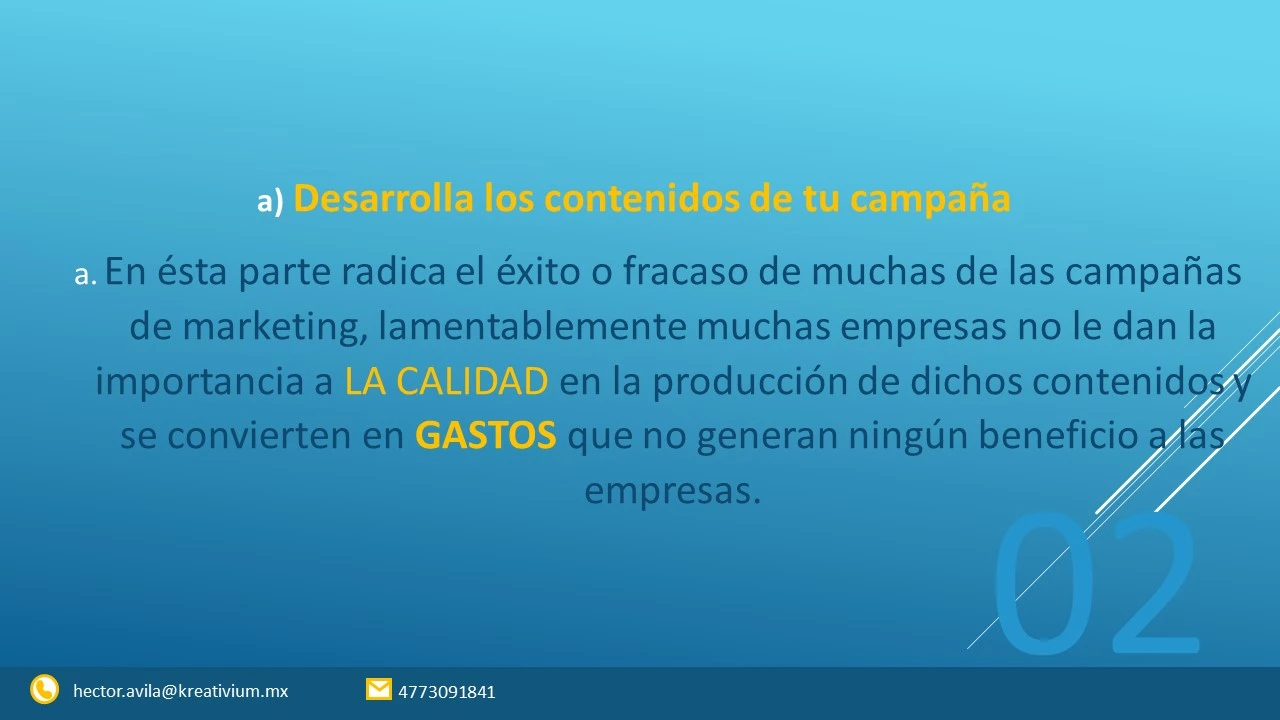 a) Desarrolla los contenidos de tu campaña
a. En ésta parte radica el éxito o fracaso de muchas de las campañas
de marketing, lamentablemente muchas empresas no le dan la
importancia a LA CALIDAD en la producción de dichos contenidos y
se convierten en GASTOS que no generan ningún beneficio a las
empresas.
02
hector.avila@kreativium.mx
4773091841